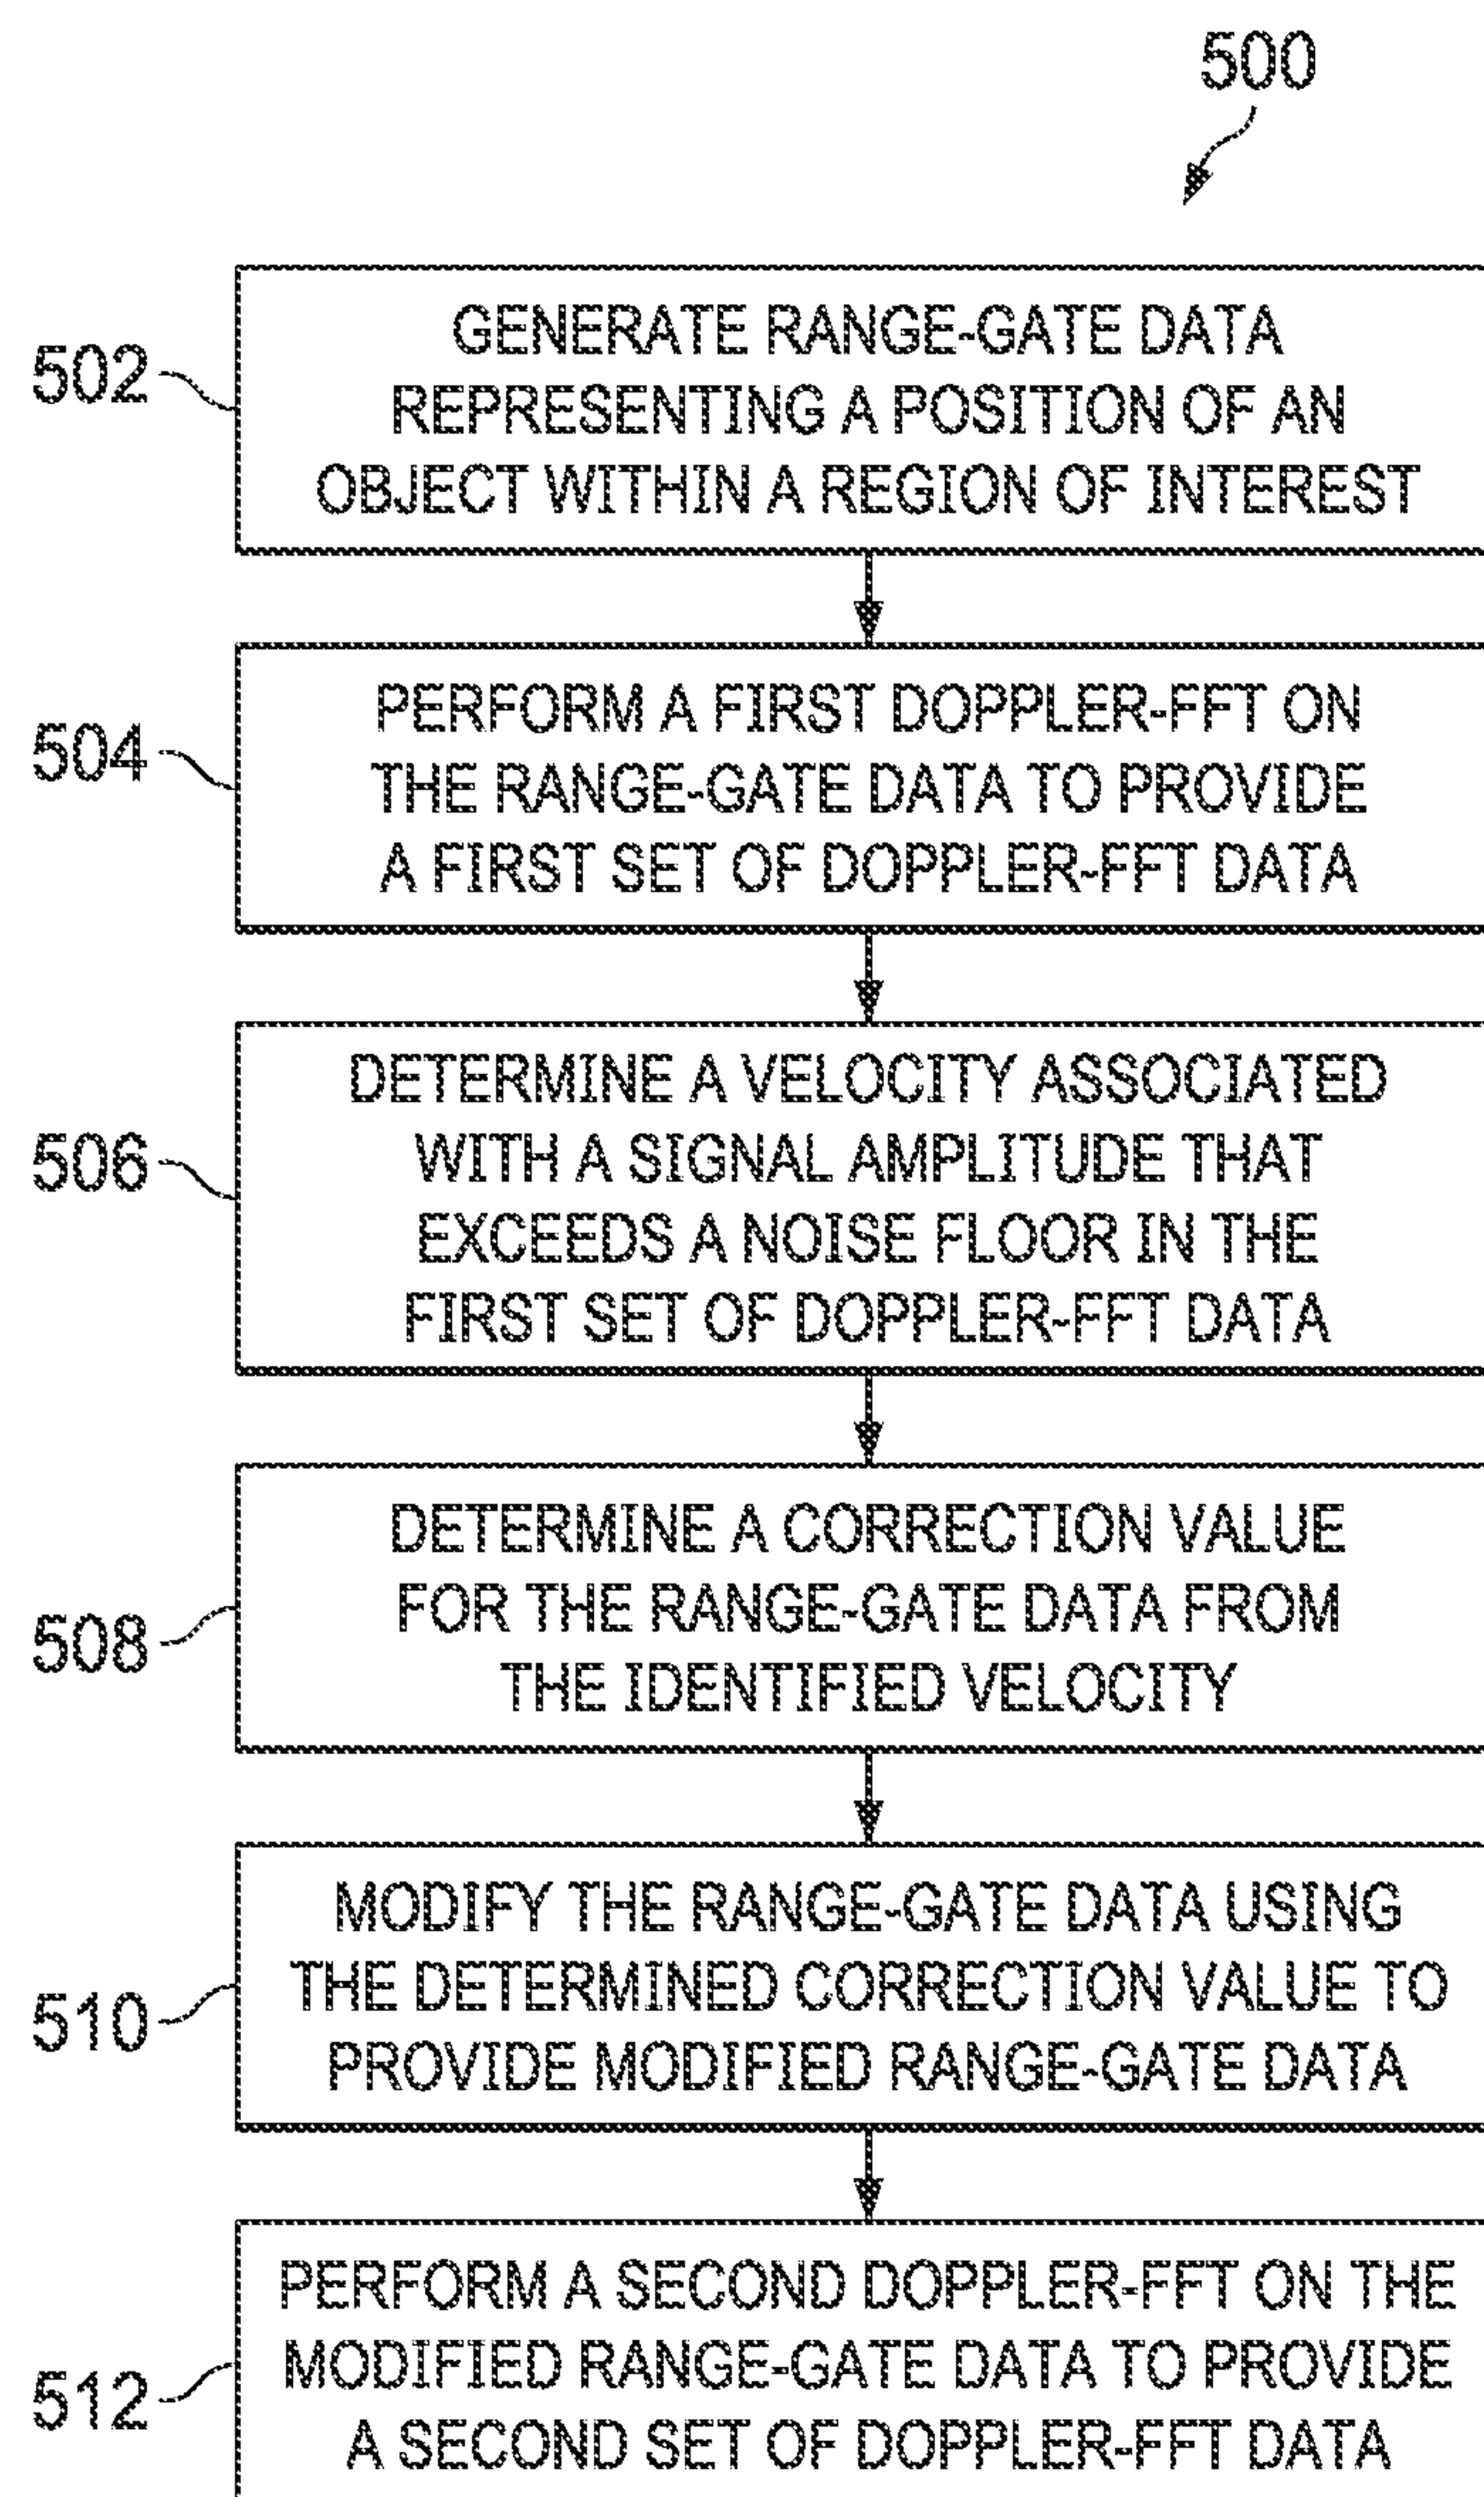 500
502
GENERATE RANGE-GATE DATA
REPRESENTING A POSITION OF AN
OBJECT WITHIN A REGION OF INTEREST
504
PERFORM A FIRST DOPPLER-FFT ON
THE RANGE-GATE DATA TO PROVIDE
A FIRST SET OF DOPPLER-FFT DATA
506
DETERMINE A VELOCITY ASSOCIATED
WITH A SIGNAL AMPLITUDE THAT
EXCEEDS A NOISE FLOOR IN THE
FIRST SET OF DOPPLER-FFT DATA
508
DETERMINE A CORRECTION VALUE
FOR THE RANGE-GATE DATA FROM
THE IDENTIFIED VELOCITY
510
MODIFY THE RANGE-GATE DATA USING
THE DETERMINED CORRECTION VALUE TO
PROVIDE MODIFIED RANGE-GATE DATA
512
PERFORM A SECOND DOPPLER-FFT ON THE
MODIFIED RANGE-GATE DATA TO PROVIDE
A SECOND SET OF DOPPLER-FFT DATA